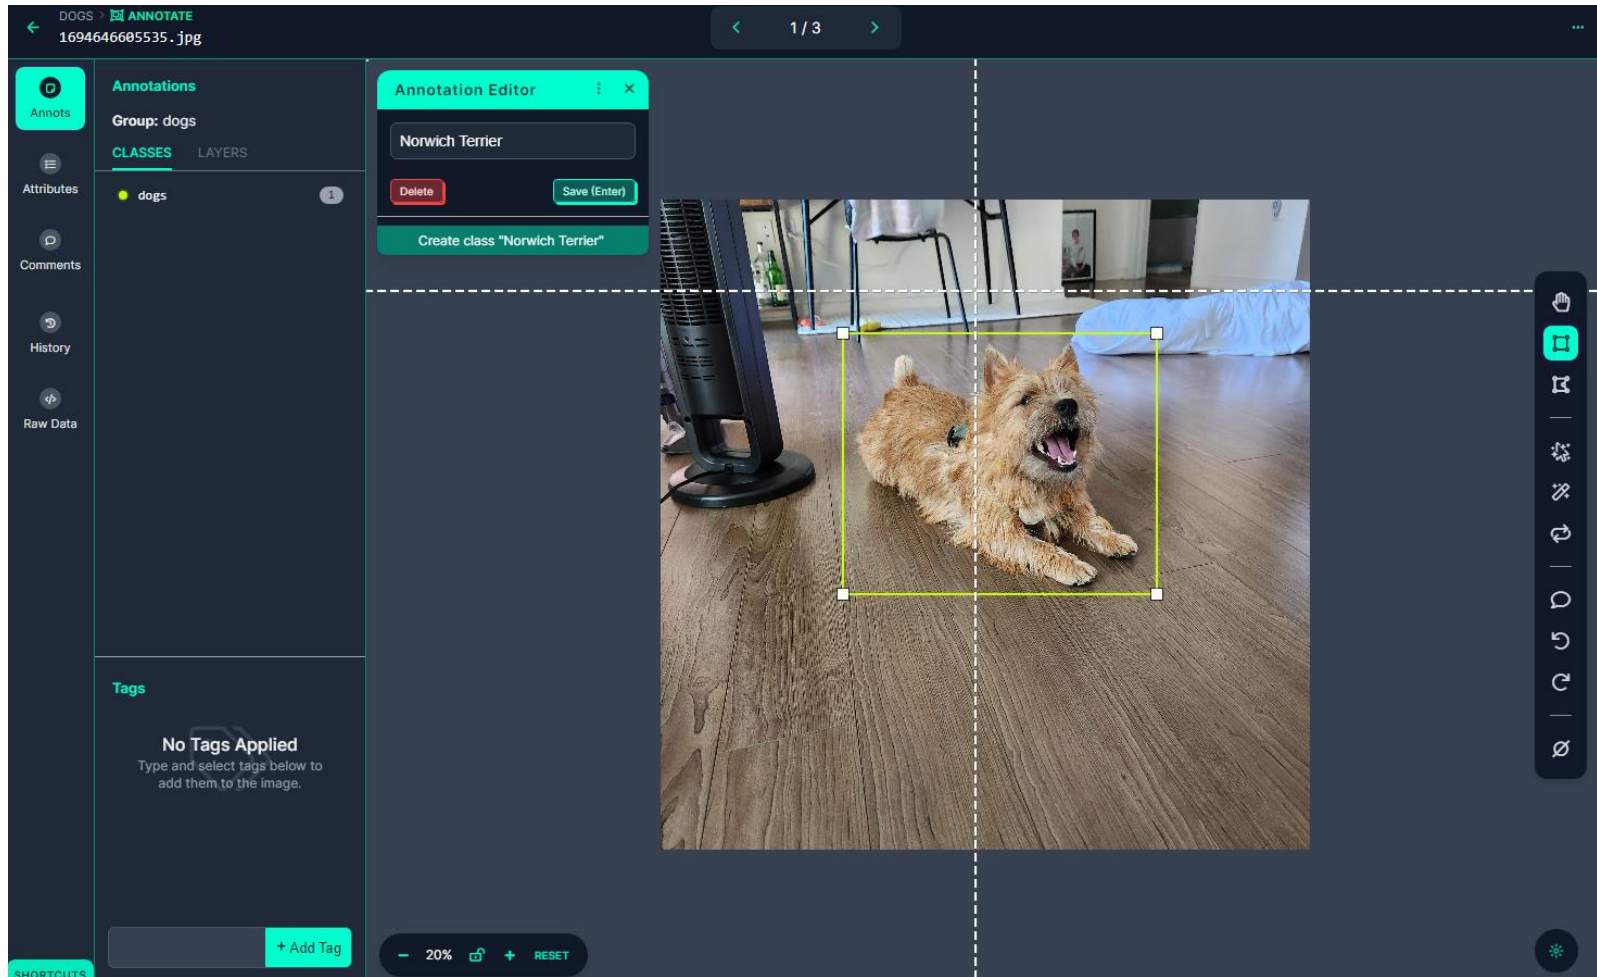 DOGS > ANNOTATE
1694646605535.jpg
1 / 3
Annots
Attributes
Comments
History
Raw Data
SHORTCUTS
Annotations
Group: dogs
CLASSES LAYERS
dogs 1
Tags
No Tags Applied
Type and select tags below to
add them to the image.
+ Add Tag
Annotation Editor
Norwich Terrier
Delete Save (Enter)
Create class "Norwich Terrier"
− 20% + RESET